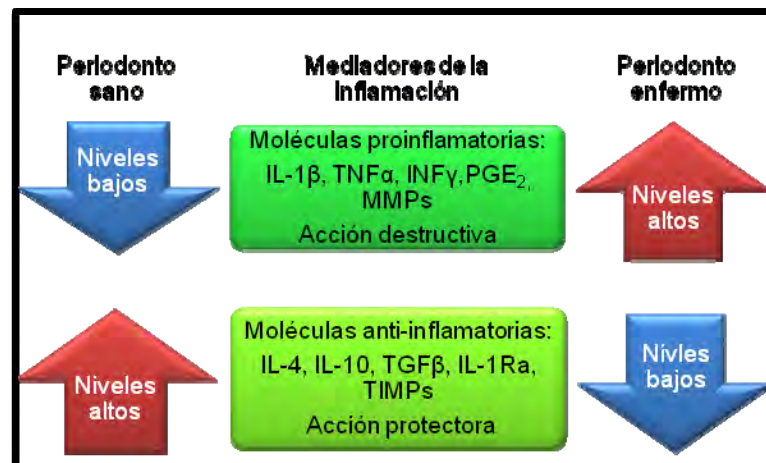 Periodonto
sano
Mediadores de la
Inflamación
Periodonto
enfermo
Niveles
bajos
Moléculas proinflamatorias:
IL-1β, TNFα, INFγ,PGE₂,
MMPs
Acción destructiva
Niveles
altos
Niveles
altos
Moléculas anti-inflamatorias:
IL-4, IL-10, TGFβ, IL-1Ra,
TIMPs
Acción protectora
Nivles
bajos